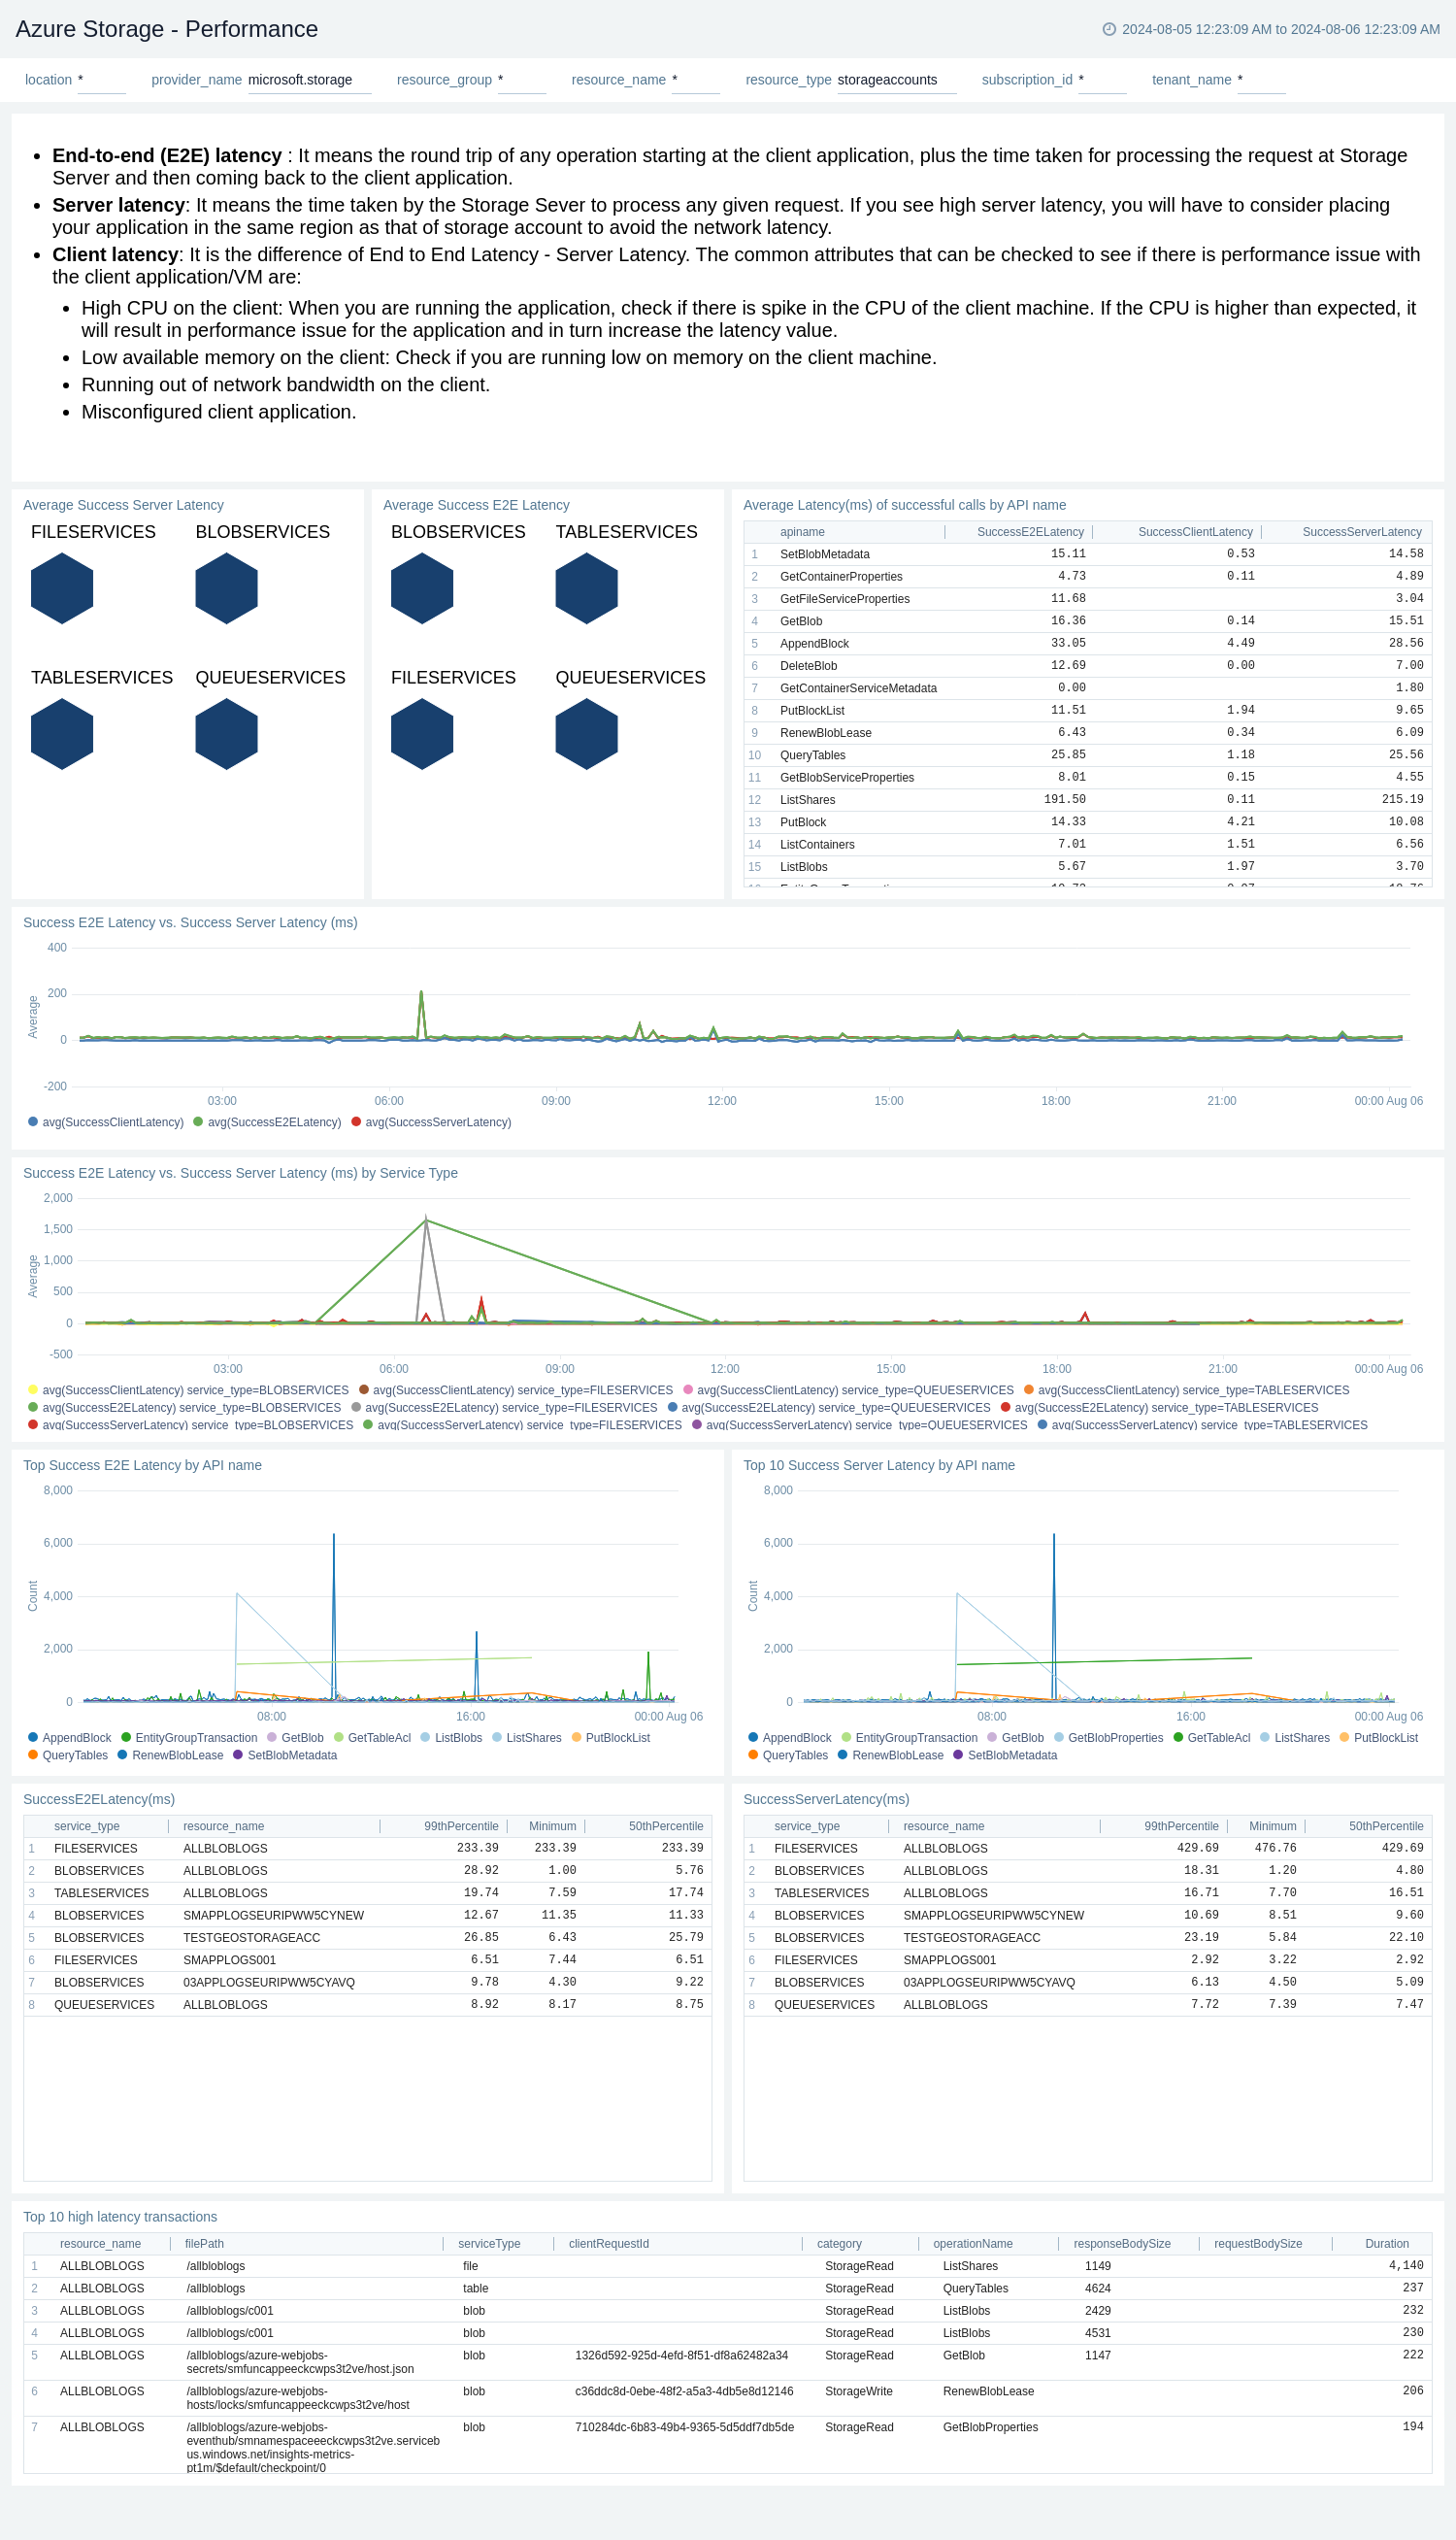 Azure Storage - Performance
2024-08-05 12:23:09 AM to 2024-08-06 12:23:09 AM
location * provider_name microsoft.storage resource_group * resource_name * resource_type storageaccounts subscription_id * tenant_name *
• End-to-end (E2E) latency : It means the round trip of any operation starting at the client application, plus the time taken for processing the request at Storage
Server and then coming back to the client application.
• Server latency: It means the time taken by the Storage Sever to process any given request. If you see high server latency, you will have to consider placing
your application in the same region as that of storage account to avoid the network latency.
• Client latency: It is the difference of End to End Latency - Server Latency. The common attributes that can be checked to see if there is performance issue with
the client application/VM are:
• High CPU on the client: When you are running the application, check if there is spike in the CPU of the client machine. If the CPU is higher than expected, it
will result in performance issue for the application and in turn increase the latency value.
• Low available memory on the client: Check if you are running low on memory on the client machine.
• Running out of network bandwidth on the client.
• Misconfigured client application.
Average Success Server Latency
FILESERVICES BLOBSERVICES
TABLESERVICES QUEUESERVICES
Average Success E2E Latency
BLOBSERVICES TABLESERVICES
FILESERVICES QUEUESERVICES
Average Latency(ms) of successful calls by API name
apiname SuccessE2ELatency SuccessClientLatency SuccessServerLatency
1 SetBlobMetadata 15.11 0.53 14.58
2 GetContainerProperties 4.73 0.11 4.89
3 GetFileServiceProperties 11.68 3.04
4 GetBlob 16.36 0.14 15.51
5 AppendBlock 33.05 4.49 28.56
6 DeleteBlob 12.69 0.00 7.00
7 GetContainerServiceMetadata 0.00 1.80
8 PutBlockList 11.51 1.94 9.65
9 RenewBlobLease 6.43 0.34 6.09
10 QueryTables 25.85 1.18 25.56
11 GetBlobServiceProperties 8.01 0.15 4.55
12 ListShares 191.50 0.11 215.19
13 PutBlock 14.33 4.21 10.08
14 ListContainers 7.01 1.51 6.56
15 ListBlobs 5.67 1.97 3.70
Success E2E Latency vs. Success Server Latency (ms)
Average
400
200
0
-200
03:00 06:00 09:00 12:00 15:00 18:00 21:00 00:00 Aug 06
avg(SuccessClientLatency) avg(SuccessE2ELatency) avg(SuccessServerLatency)
Success E2E Latency vs. Success Server Latency (ms) by Service Type
Average
2,000
1,500
1,000
500
0
-500
03:00 06:00 09:00 12:00 15:00 18:00 21:00 00:00 Aug 06
avg(SuccessClientLatency) service_type=BLOBSERVICES avg(SuccessClientLatency) service_type=FILESERVICES avg(SuccessClientLatency) service_type=QUEUESERVICES avg(SuccessClientLatency) service_type=TABLESERVICES
avg(SuccessE2ELatency) service_type=BLOBSERVICES avg(SuccessE2ELatency) service_type=FILESERVICES avg(SuccessE2ELatency) service_type=QUEUESERVICES avg(SuccessE2ELatency) service_type=TABLESERVICES
avg(SuccessServerLatency) service_type=BLOBSERVICES avg(SuccessServerLatency) service_type=FILESERVICES avg(SuccessServerLatency) service_type=QUEUESERVICES avg(SuccessServerLatency) service_type=TABLESERVICES
Top Success E2E Latency by API name
Count
8,000
6,000
4,000
2,000
0
08:00 16:00 00:00 Aug 06
AppendBlock EntityGroupTransaction GetBlob GetTableAcl ListBlobs ListShares PutBlockList
QueryTables RenewBlobLease SetBlobMetadata
Top 10 Success Server Latency by API name
Count
8,000
6,000
4,000
2,000
0
08:00 16:00 00:00 Aug 06
AppendBlock EntityGroupTransaction GetBlob GetBlobProperties GetTableAcl ListShares PutBlockList
QueryTables RenewBlobLease SetBlobMetadata
SuccessE2ELatency(ms)
service_type resource_name 99thPercentile Minimum 50thPercentile
1 FILESERVICES ALLBLOBLOGS 233.39 233.39 233.39
2 BLOBSERVICES ALLBLOBLOGS 28.92 1.00 5.76
3 TABLESERVICES ALLBLOBLOGS 19.74 7.59 17.74
4 BLOBSERVICES SMAPPLOGSEURIPWW5CYNEW 12.67 11.35 11.33
5 BLOBSERVICES TESTGEOSTORAGEACC 26.85 6.43 25.79
6 FILESERVICES SMAPPLOGS001 6.51 7.44 6.51
7 BLOBSERVICES 03APPLOGSEURIPWW5CYAVQ 9.78 4.30 9.22
8 QUEUESERVICES ALLBLOBLOGS 8.92 8.17 8.75
SuccessServerLatency(ms)
service_type resource_name 99thPercentile Minimum 50thPercentile
1 FILESERVICES ALLBLOBLOGS 429.69 476.76 429.69
2 BLOBSERVICES ALLBLOBLOGS 18.31 1.20 4.80
3 TABLESERVICES ALLBLOBLOGS 16.71 7.70 16.51
4 BLOBSERVICES SMAPPLOGSEURIPWW5CYNEW 10.69 8.51 9.60
5 BLOBSERVICES TESTGEOSTORAGEACC 23.19 5.84 22.10
6 FILESERVICES SMAPPLOGS001 2.92 3.22 2.92
7 BLOBSERVICES 03APPLOGSEURIPWW5CYAVQ 6.13 4.50 5.09
8 QUEUESERVICES ALLBLOBLOGS 7.72 7.39 7.47
Top 10 high latency transactions
resource_name filePath serviceType clientRequestId category operationName responseBodySize requestBodySize Duration
1 ALLBLOBLOGS /allbloblogs file StorageRead ListShares 1149 4,140
2 ALLBLOBLOGS /allbloblogs table StorageRead QueryTables 4624 237
3 ALLBLOBLOGS /allbloblogs/c001 blob StorageRead ListBlobs 2429 232
4 ALLBLOBLOGS /allbloblogs/c001 blob StorageRead ListBlobs 4531 230
5 ALLBLOBLOGS /allbloblogs/azure-webjobs- blob 1326d592-925d-4efd-8f51-df8a62482a34 StorageRead GetBlob 1147 222
secrets/smfuncappeeckcwps3t2ve/host.json
6 ALLBLOBLOGS /allbloblogs/azure-webjobs- blob c36ddc8d-0ebe-48f2-a5a3-4db5e8d12146 StorageWrite RenewBlobLease 206
hosts/locks/smfuncappeeckcwps3t2ve/host
7 ALLBLOBLOGS /allbloblogs/azure-webjobs- blob 710284dc-6b83-49b4-9365-5d5ddf7db5de StorageRead GetBlobProperties 194
eventhub/smnamespaceeeckcwps3t2ve.serviceb
us.windows.net/insights-metrics-
pt1m/$default/checkpoint/0